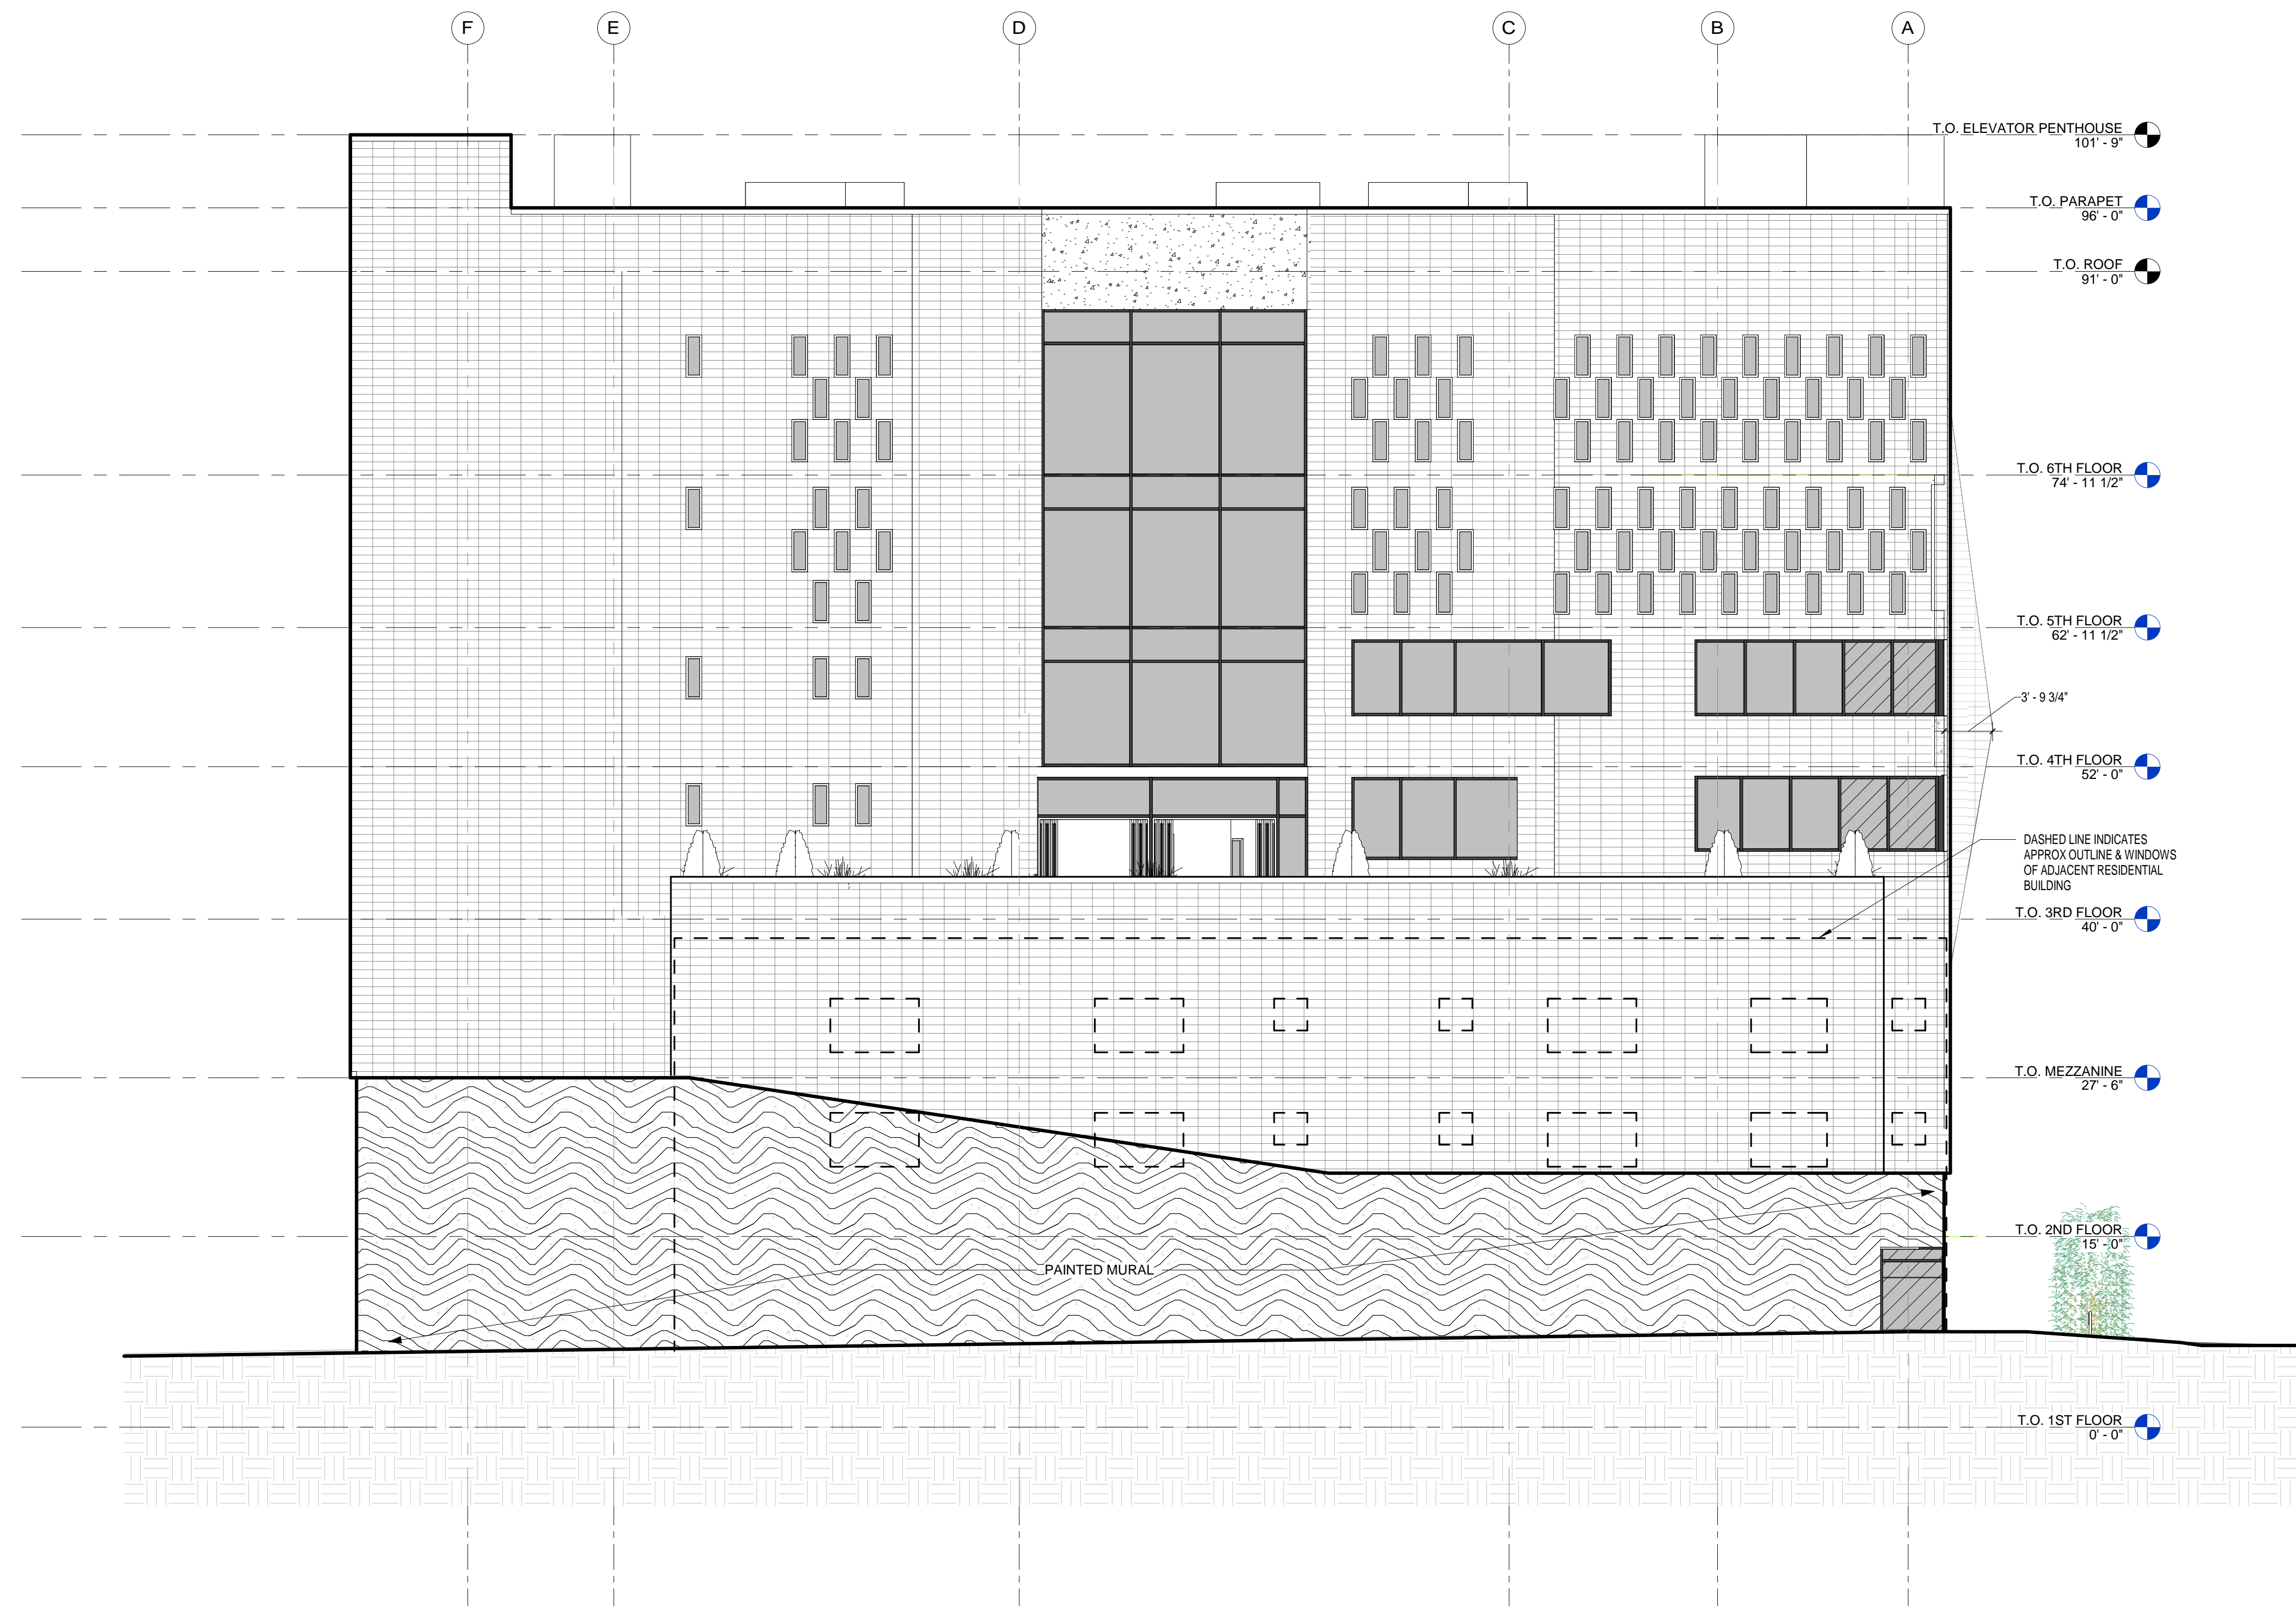 F
E
D
C
B
A
T.O. ELEVATOR PENTHOUSE
101' - 9"
T.O. PARAPET
96' - 0"
T.O. ROOF
91' - 0"
T.O. 6TH FLOOR
74' - 11 1/2"
T.O. 5TH FLOOR
62' - 11 1/2"
3' - 9 3/4"
T.O. 4TH FLOOR
52' - 0"
DASHED LINE INDICATES
APPROX OUTLINE & WINDOWS
OF ADJACENT RESIDENTIAL
BUILDING
T.O. 3RD FLOOR
40' - 0"
T.O. MEZZANINE
27' - 6"
T.O. 2ND FLOOR
15' - 0"
PAINTED MURAL
T.O. 1ST FLOOR
0' - 0"